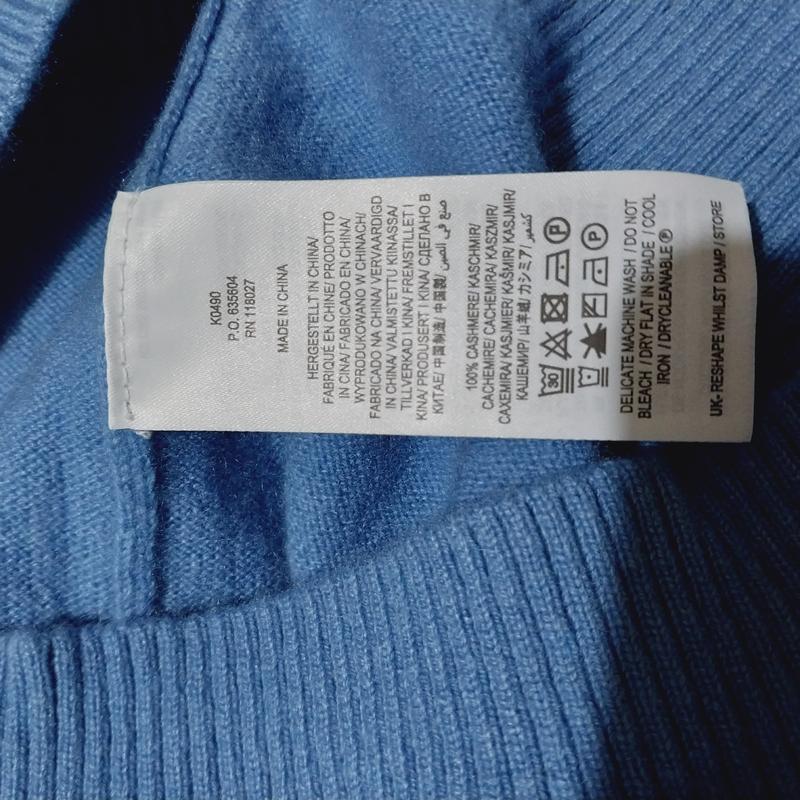 K0490
P.O. 635604
RN 118027
MADE IN CHINA
HERGESTELLT IN CHINA/
FABRIQUÉ EN CHINE/ PRODOTTO
IN CINA/ FABRICADO EN CHINA/
WYPRODUKOWANO W CHINACH/
FABRICADO NA CHINA/ VERVAARDIGD
IN CHINA/ VALMISTETTU KIINASSA/
TILLVERKAD I KINA/ FREMSTILLET I
KINA/ PRODUSERT I KINA/ СДЕЛАНО В
КИТАЕ/ 中国制造/ 中国製/ صنع في الصين
100% CASHMERE/ KASCHMIR/
CACHEMIRE/ CACHEMIRA/ KASZMIR/
CAXEMIRA/ KASJMIER/ KAŠMIR/ KASJMIR/
КАШЕМИР/ 山羊絨/ カシミア/ كشمير
30 P
P
DELICATE MACHINE WASH / DO NOT
BLEACH / DRY FLAT IN SHADE / COOL
IRON / DRYCLEANABLE Ⓟ
UK- RESHAPE WHILST DAMP / STORE